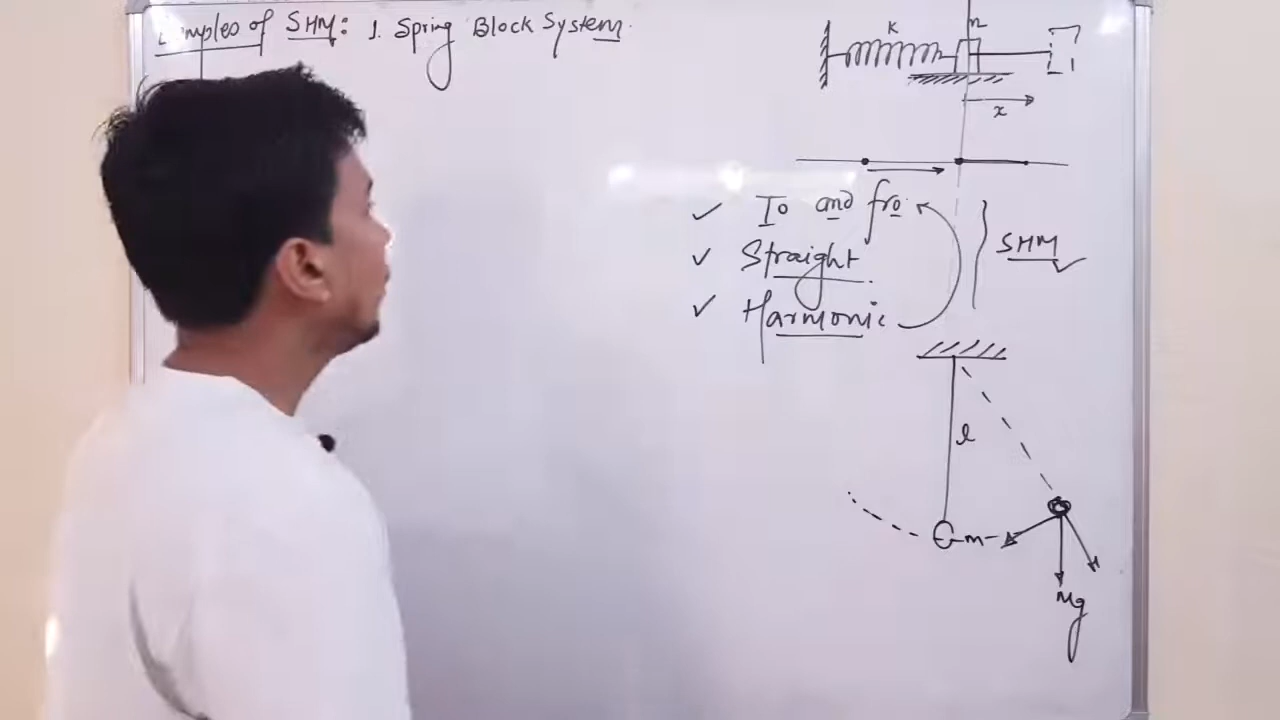 of SHM: 1. Spring Block System.
K
m
x
To and fro
Straight
SHM
Harmonic
l
m
Mg